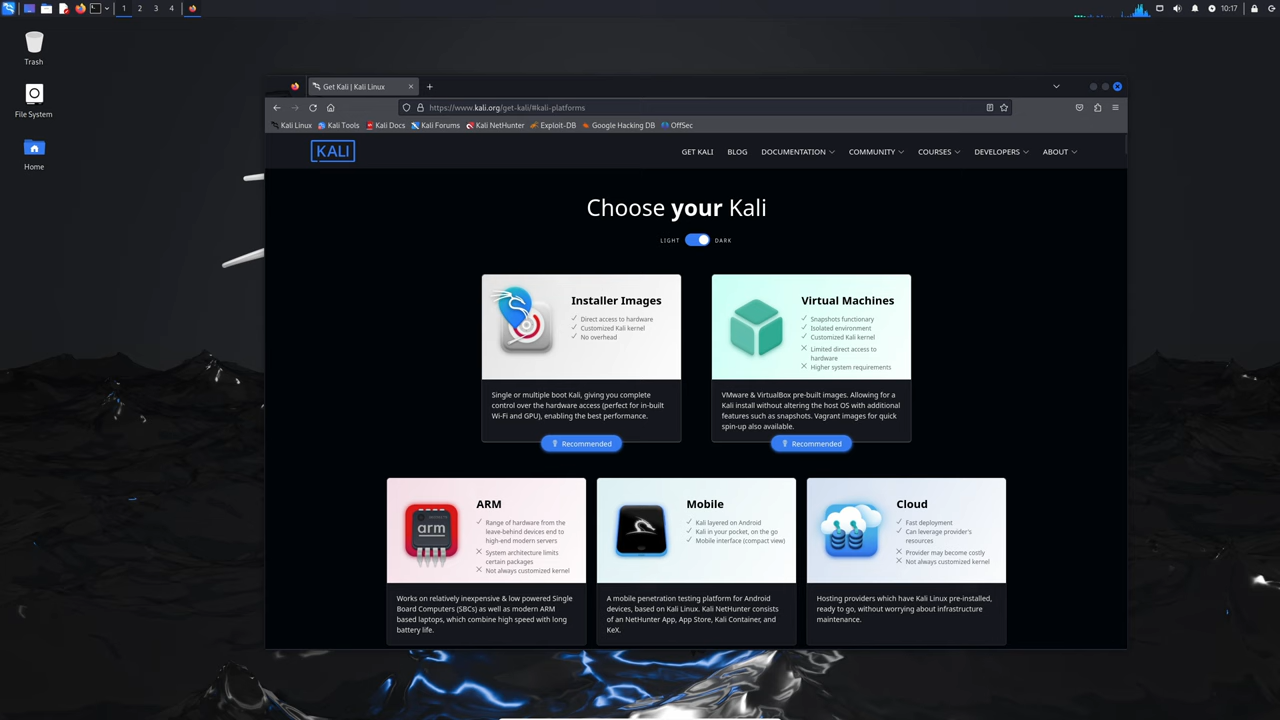 1 2 3 4
10:17
Trash
File System
Home
Get Kali | Kali Linux
https://www.kali.org/get-kali/#kali-platforms
Kali Linux Kali Tools Kali Docs Kali Forums Kali NetHunter Exploit-DB Google Hacking DB OffSec
KALI
GET KALI BLOG DOCUMENTATION COMMUNITY COURSES DEVELOPERS ABOUT
Choose your Kali
LIGHT DARK
Installer Images
Direct access to hardware
Customized Kali kernel
No overhead
Single or multiple boot Kali, giving you complete
control over the hardware access (perfect for in-built
Wi-Fi and GPU), enabling the best performance.
Recommended
Virtual Machines
Snapshots functionary
Isolated environment
Customized Kali kernel
Limited direct access to
hardware
Higher system requirements
VMware & VirtualBox pre-built images. Allowing for a
Kali install without altering the host OS with additional
features such as snapshots. Vagrant images for quick
spin-up also available.
Recommended
arm
ARM
Range of hardware from the
leave-behind devices end to
high-end modern servers
System architecture limits
certain packages
Not always customized kernel
Works on relatively inexpensive & low powered Single
Board Computers (SBCs) as well as modern ARM
based laptops, which combine high speed with long
battery life.
Mobile
Kali layered on Android
Kali in your pocket, on the go
Mobile interface (compact view)
A mobile penetration testing platform for Android
devices, based on Kali Linux. Kali NetHunter consists
of an NetHunter App, App Store, Kali Container, and
KeX.
Cloud
Fast deployment
Can leverage provider's
resources
Provider may become costly
Not always customized kernel
Hosting providers which have Kali Linux pre-installed,
ready to go, without worrying about infrastructure
maintenance.